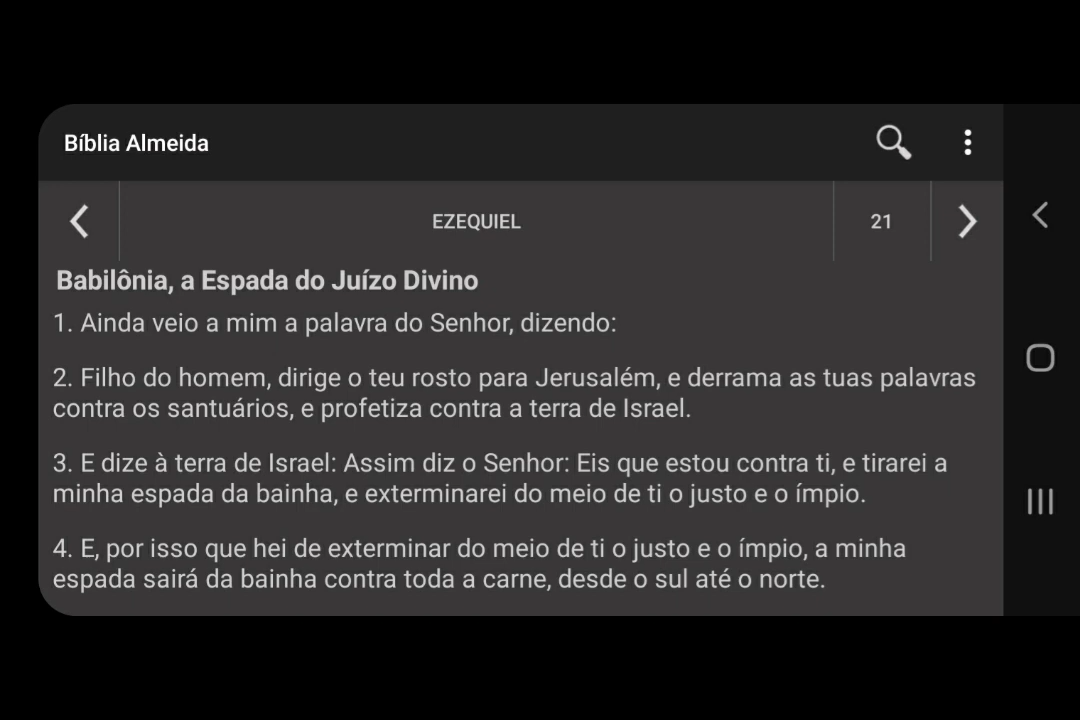 Bíblia Almeida
EZEQUIEL
21
Babilônia, a Espada do Juízo Divino
1. Ainda veio a mim a palavra do Senhor, dizendo:
2. Filho do homem, dirige o teu rosto para Jerusalém, e derrama as tuas palavras
contra os santuários, e profetiza contra a terra de Israel.
3. E dize à terra de Israel: Assim diz o Senhor: Eis que estou contra ti, e tirarei a
minha espada da bainha, e exterminarei do meio de ti o justo e o ímpio.
4. E, por isso que hei de exterminar do meio de ti o justo e o ímpio, a minha
espada sairá da bainha contra toda a carne, desde o sul até o norte.